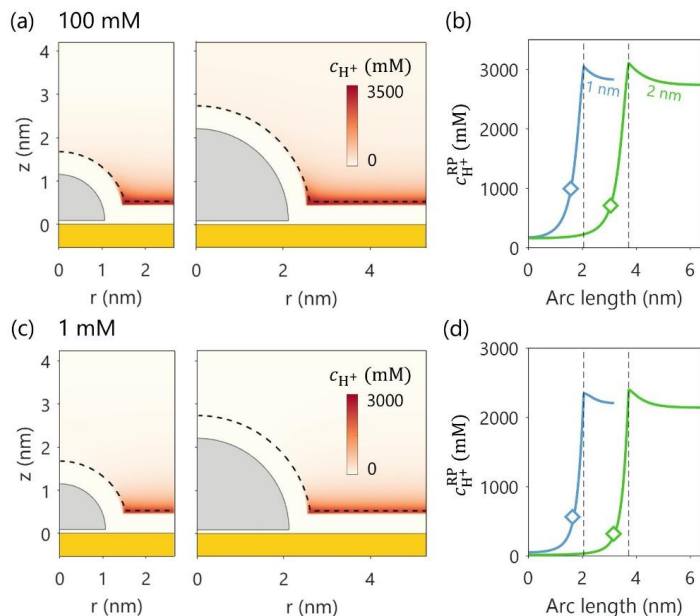 (a) 100 mM
z (nm)
4
3
2
1
0
0 2
r (nm)
c_H+ (mM)
3500
0
0 2 4
r (nm)
(b)
c_H+^RP (mM)
3000
2000
1000
0
1 nm
2 nm
0 2 4 6
Arc length (nm)
(c) 1 mM
z (nm)
4
3
2
1
0
0 1 2
r (nm)
c_H+ (mM)
3000
0
0 2 4
r (nm)
(d)
c_H+^RP (mM)
3000
2000
1000
0
0 2 4 6
Arc length (nm)